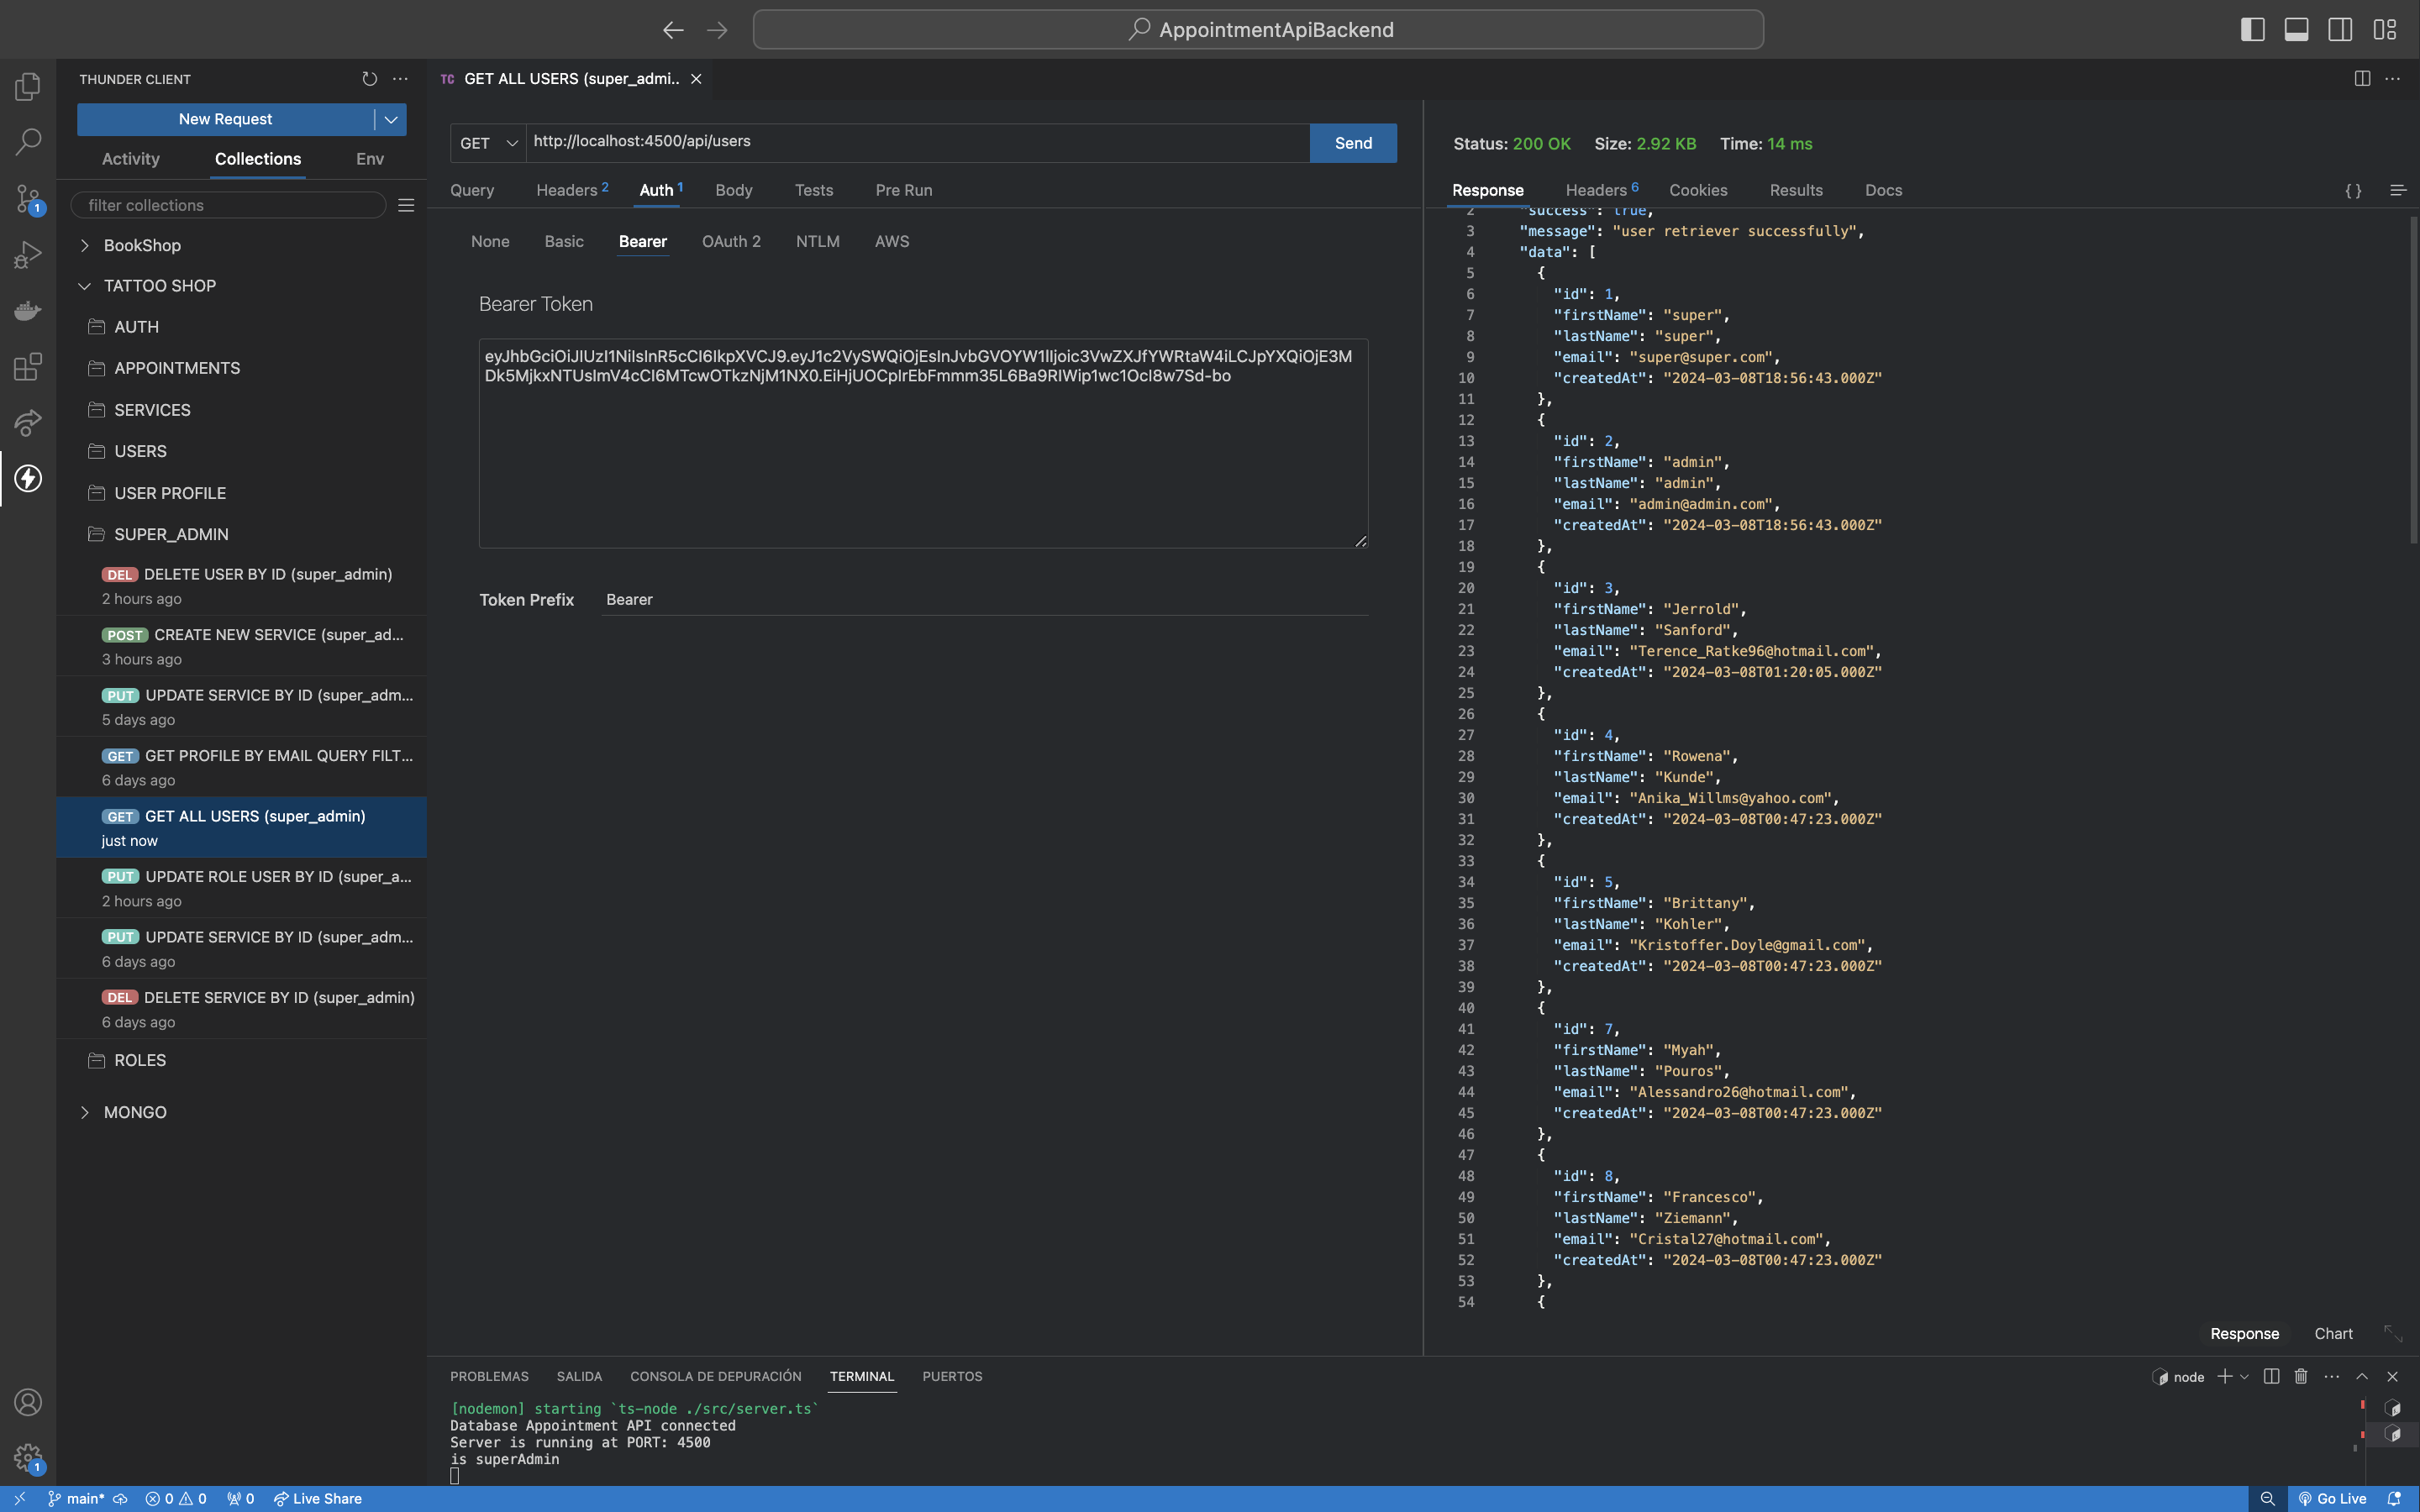 AppointmentApiBackend
THUNDER CLIENT
New Request
Activity Collections Env
filter collections
BookShop
TATTOO SHOP
AUTH
APPOINTMENTS
SERVICES
USERS
USER PROFILE
SUPER_ADMIN
DEL DELETE USER BY ID (super_admin)
2 hours ago
POST CREATE NEW SERVICE (super_ad...
3 hours ago
PUT UPDATE SERVICE BY ID (super_adm...
5 days ago
GET GET PROFILE BY EMAIL QUERY FILT...
6 days ago
GET GET ALL USERS (super_admin)
just now
PUT UPDATE ROLE USER BY ID (super_a...
2 hours ago
PUT UPDATE SERVICE BY ID (super_adm...
6 days ago
DEL DELETE SERVICE BY ID (super_admin)
6 days ago
ROLES
MONGO
TC GET ALL USERS (super_admi..
GET http://localhost:4500/api/users Send
Query Headers 2 Auth 1 Body Tests Pre Run
None Basic Bearer OAuth 2 NTLM AWS
Bearer Token
eyJhbGciOiJIUzI1NiIsInR5cCI6IkpXVCJ9.eyJ1c2VySWQiOjEsInJvbGVOYW1lIjoic3VwZXJfYWRtaW4iLCJpYXQiOjE3M
Dk5MjkxNTUsImV4cCI6MTcwOTkzNjM1NX0.EiHjUOCpIrEbFmmm35L6Ba9RIWip1wc1OcI8w7Sd-bo
Token Prefix Bearer
Status: 200 OK Size: 2.92 KB Time: 14 ms
Response Headers 6 Cookies Results Docs
{ }
2 "success": true,
3 "message": "user retriever successfully",
4 "data": [
5 {
6 "id": 1,
7 "firstName": "super",
8 "lastName": "super",
9 "email": "super@super.com",
10 "createdAt": "2024-03-08T18:56:43.000Z"
11 },
12 {
13 "id": 2,
14 "firstName": "admin",
15 "lastName": "admin",
16 "email": "admin@admin.com",
17 "createdAt": "2024-03-08T18:56:43.000Z"
18 },
19 {
20 "id": 3,
21 "firstName": "Jerrold",
22 "lastName": "Sanford",
23 "email": "Terence_Ratke96@hotmail.com",
24 "createdAt": "2024-03-08T01:20:05.000Z"
25 },
26 {
27 "id": 4,
28 "firstName": "Rowena",
29 "lastName": "Kunde",
30 "email": "Anika_Willms@yahoo.com",
31 "createdAt": "2024-03-08T00:47:23.000Z"
32 },
33 {
34 "id": 5,
35 "firstName": "Brittany",
36 "lastName": "Kohler",
37 "email": "Kristoffer.Doyle@gmail.com",
38 "createdAt": "2024-03-08T00:47:23.000Z"
39 },
40 {
41 "id": 7,
42 "firstName": "Myah",
43 "lastName": "Pouros",
44 "email": "Alessandro26@hotmail.com",
45 "createdAt": "2024-03-08T00:47:23.000Z"
46 },
47 {
48 "id": 8,
49 "firstName": "Francesco",
50 "lastName": "Ziemann",
51 "email": "Cristal27@hotmail.com",
52 "createdAt": "2024-03-08T00:47:23.000Z"
53 },
54 {
Response Chart
PROBLEMAS SALIDA CONSOLA DE DEPURACIÓN TERMINAL PUERTOS
node
[nodemon] starting `ts-node ./src/server.ts`
Database Appointment API connected
Server is running at PORT: 4500
is superAdmin
1
1
main* 0 0 0 Live Share
Go Live